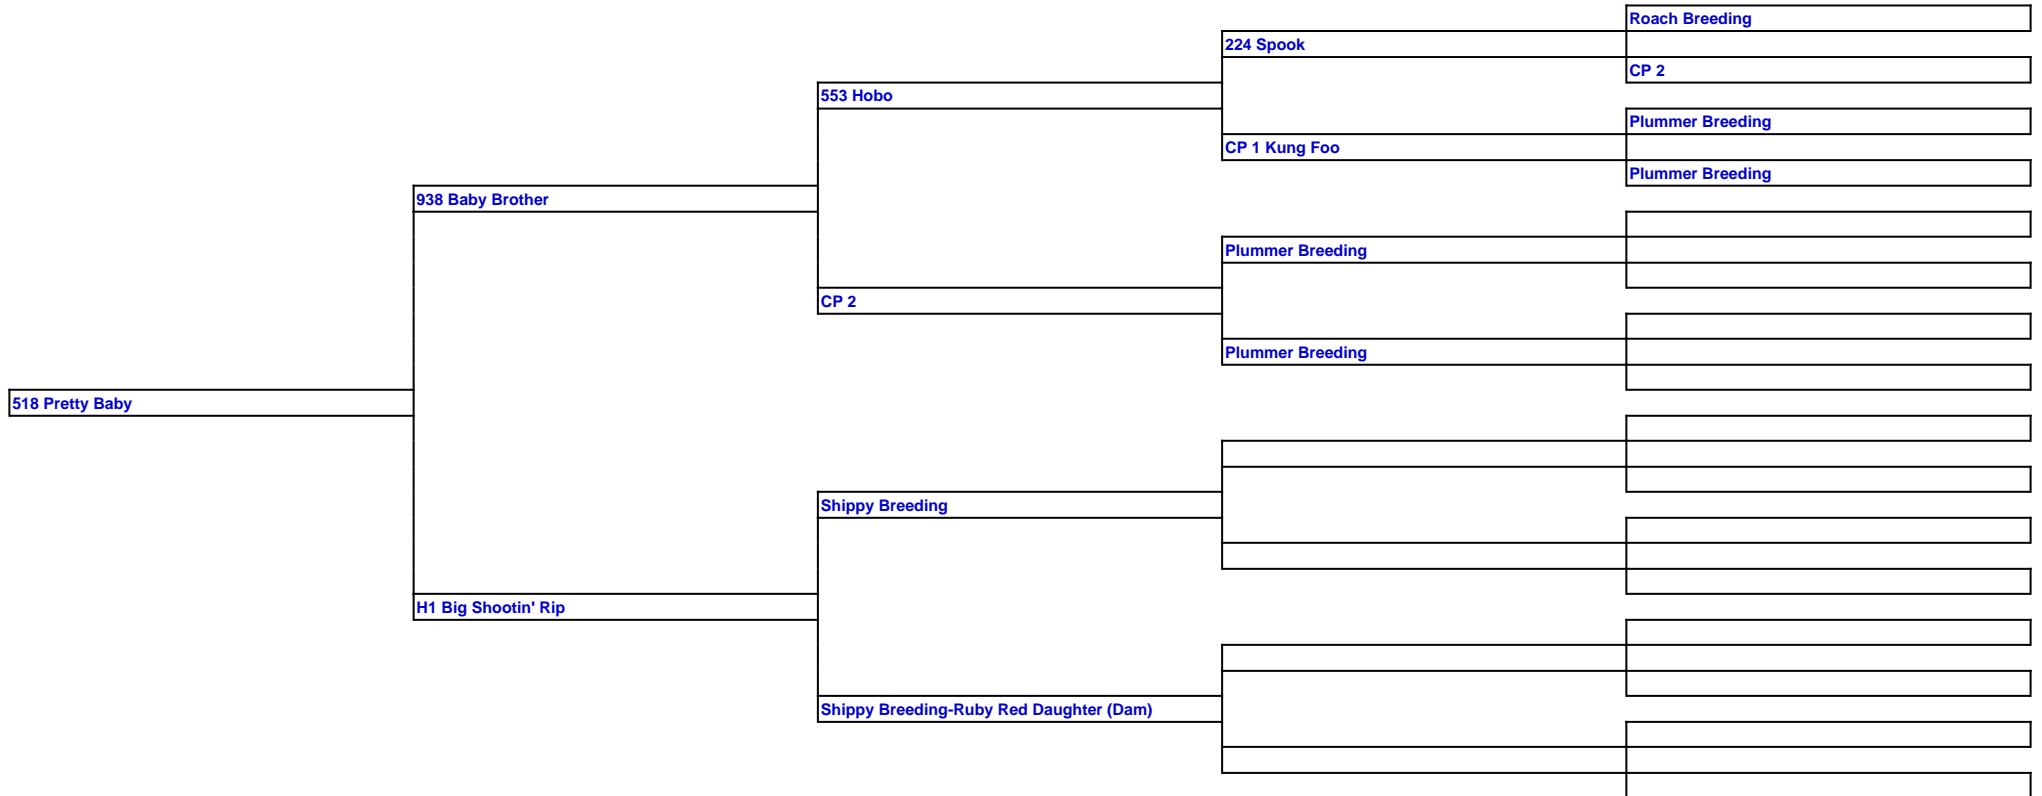 Roach Breeding
224 Spook
CP 2
553 Hobo
Plummer Breeding
CP 1 Kung Foo
Plummer Breeding
938 Baby Brother
Plummer Breeding
CP 2
Plummer Breeding
518 Pretty Baby
Shippy Breeding
H1 Big Shootin' Rip
Shippy Breeding-Ruby Red Daughter (Dam)